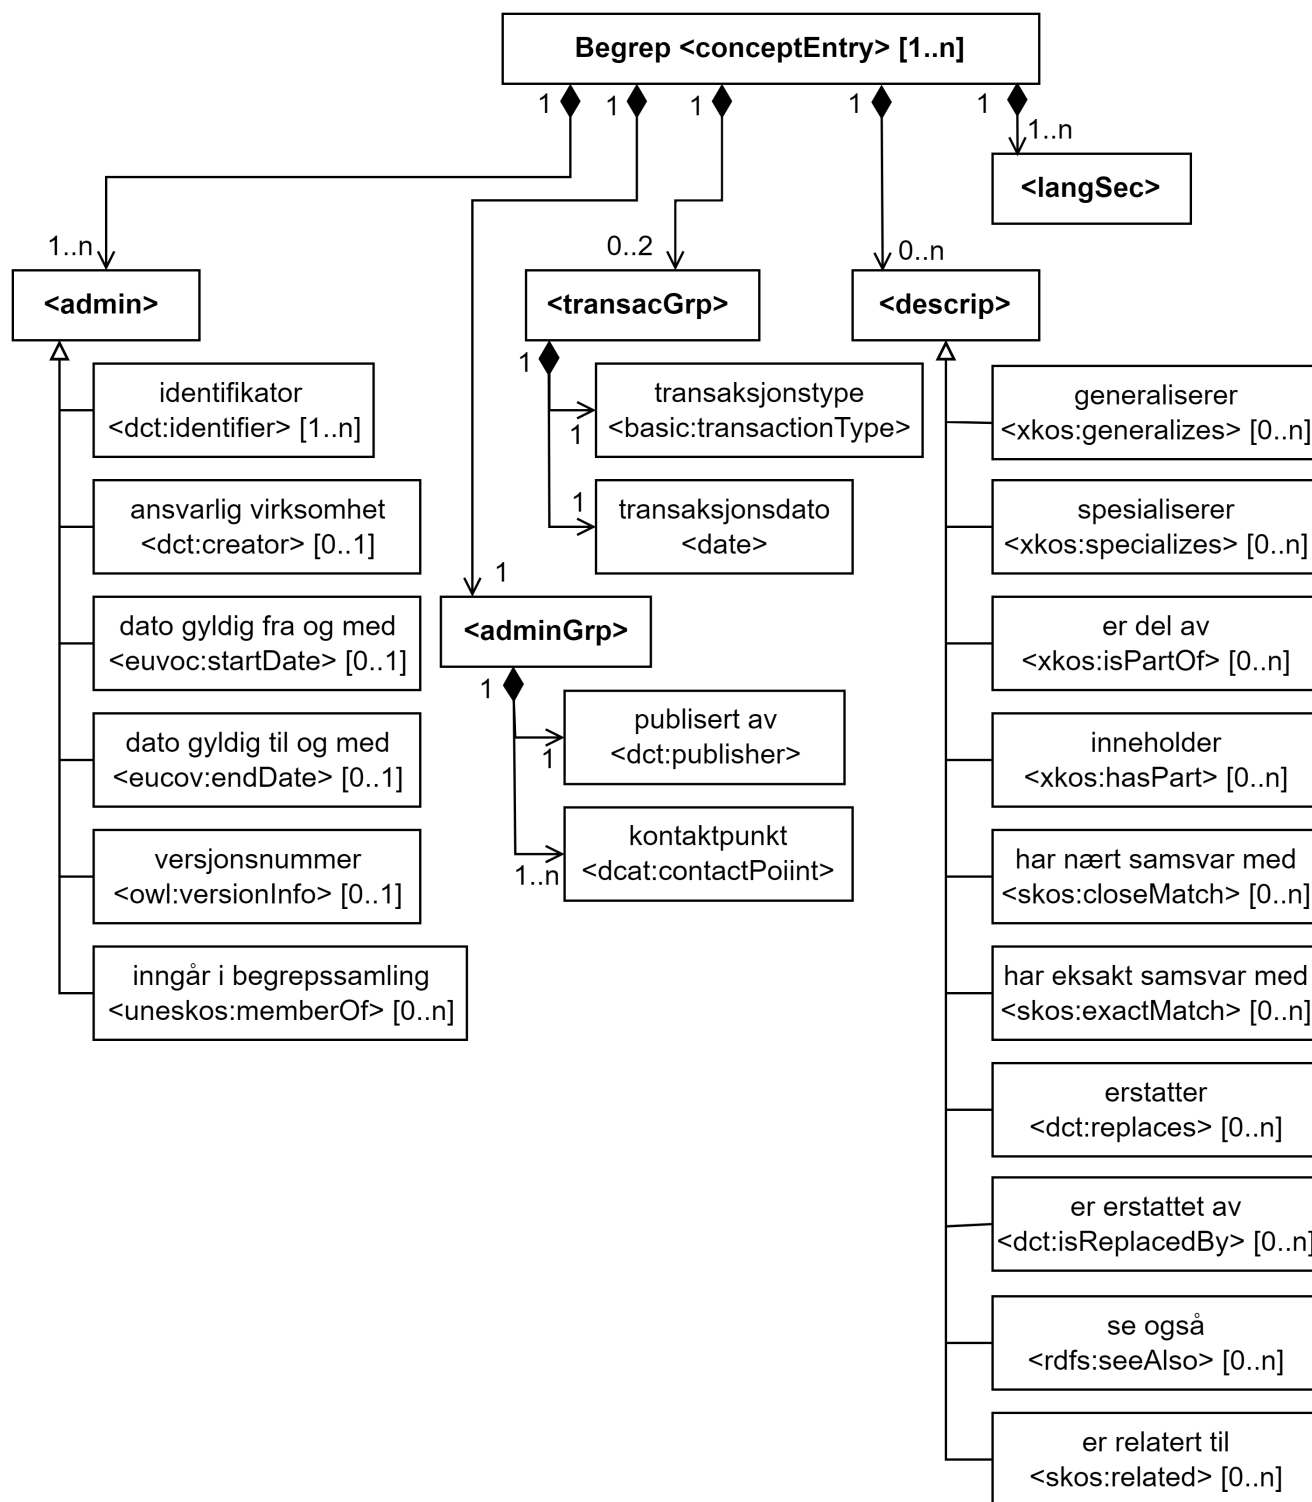 Begrep <conceptEntry> [1..n]
1
1
1
1
1
1..n
<langSec>
1..n
0..2
0..n
<admin>
<transacGrp>
<descrip>
identifikator
<dct:identifier> [1..n]
ansvarlig virksomhet
<dct:creator> [0..1]
dato gyldig fra og med
<euvoc:startDate> [0..1]
dato gyldig til og med
<eucov:endDate> [0..1]
versjonsnummer
<owl:versionInfo> [0..1]
inngår i begrepssamling
<uneskos:memberOf> [0..n]
1
transaksjonstype
<basic:transactionType>
1
1
transaksjonsdato
<date>
1
<adminGrp>
1
publisert av
<dct:publisher>
1
kontaktpunkt
<dcat:contactPoiint>
1..n
generaliserer
<xkos:generalizes> [0..n]
spesialiserer
<xkos:specializes> [0..n]
er del av
<xkos:isPartOf> [0..n]
inneholder
<xkos:hasPart> [0..n]
har nært samsvar med
<skos:closeMatch> [0..n]
har eksakt samsvar med
<skos:exactMatch> [0..n]
erstatter
<dct:replaces> [0..n]
er erstattet av
<dct:isReplacedBy> [0..n]
se også
<rdfs:seeAlso> [0..n]
er relatert til
<skos:related> [0..n]